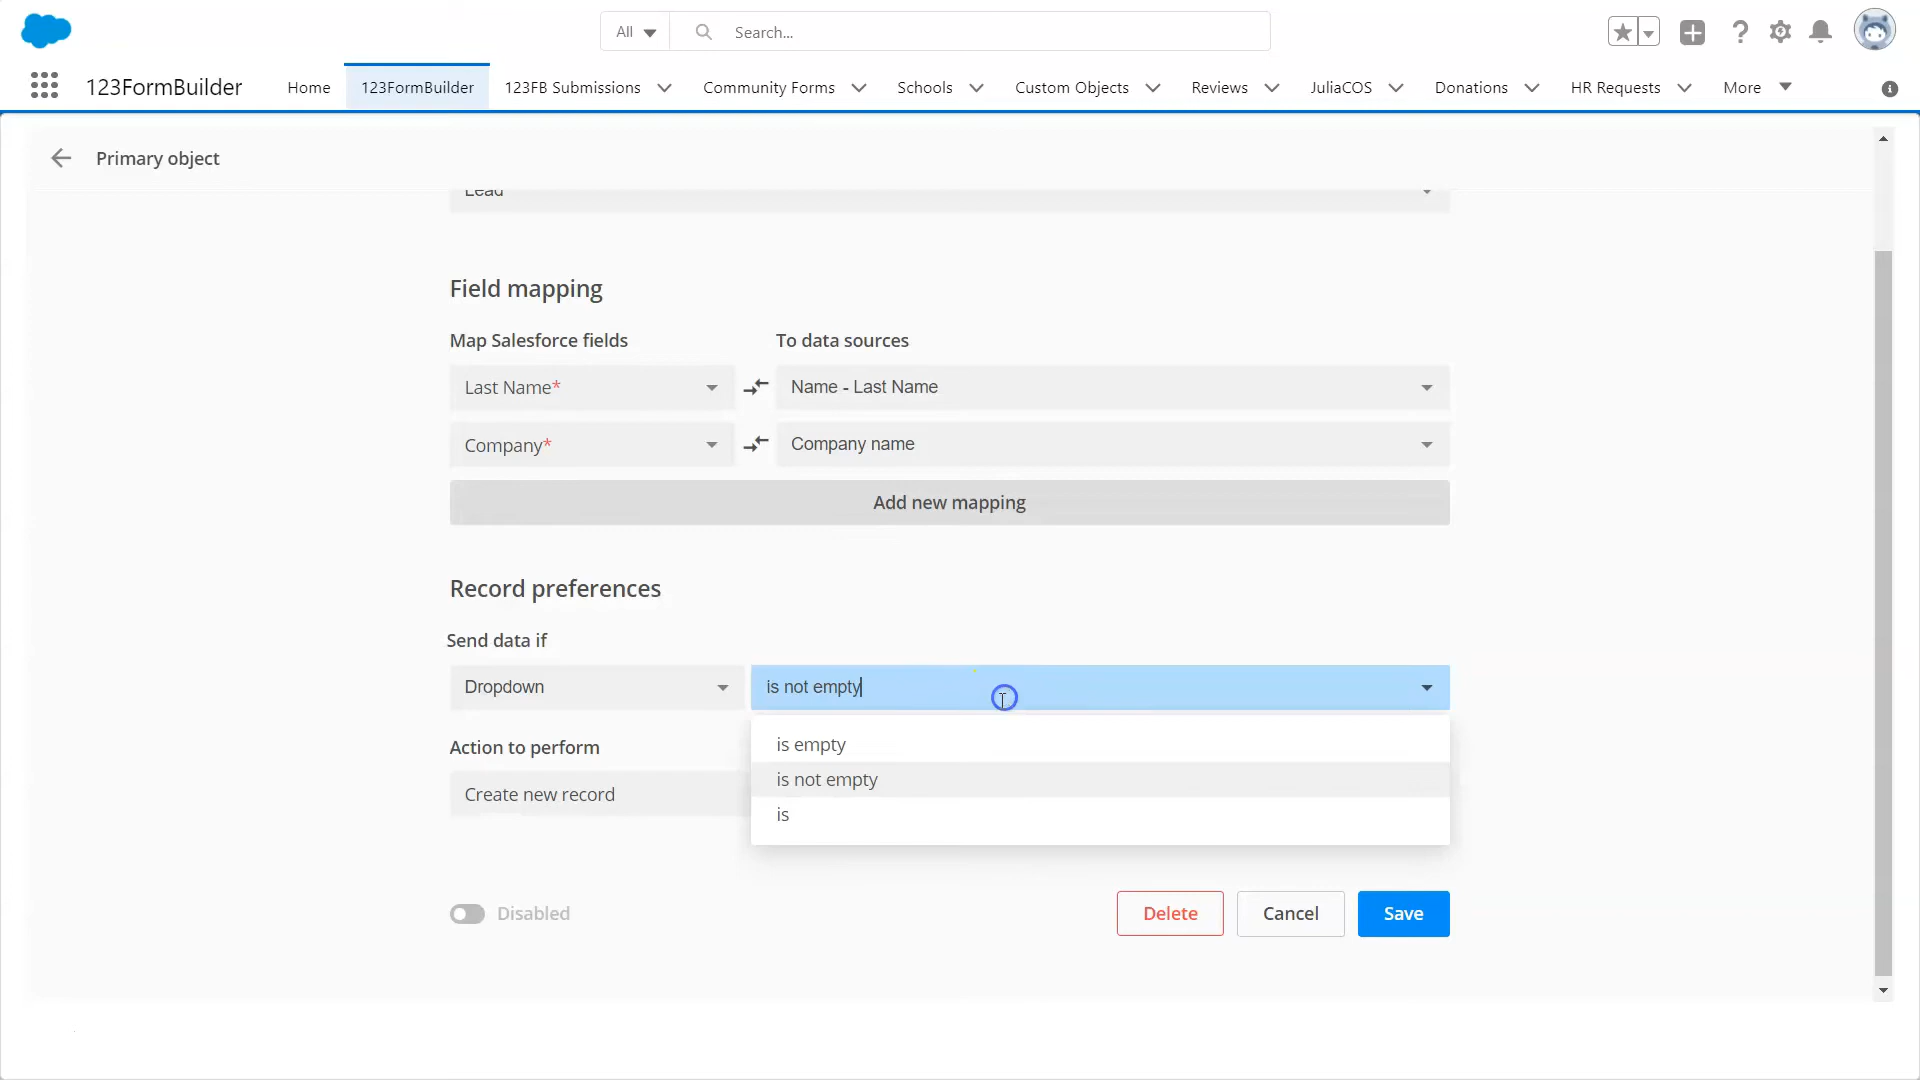 All
Search...
123FormBuilder
Home
123FormBuilder
123FB Submissions
Community Forms
Schools
Custom Objects
Reviews
JuliaCOS
Donations
HR Requests
More
Primary object
Lead
Field mapping
Map Salesforce fields
To data sources
Last Name*
Name - Last Name
Company*
Company name
Add new mapping
Record preferences
Send data if
Dropdown
is not empty
is empty
is not empty
is
Action to perform
Create new record
Disabled
Delete
Cancel
Save